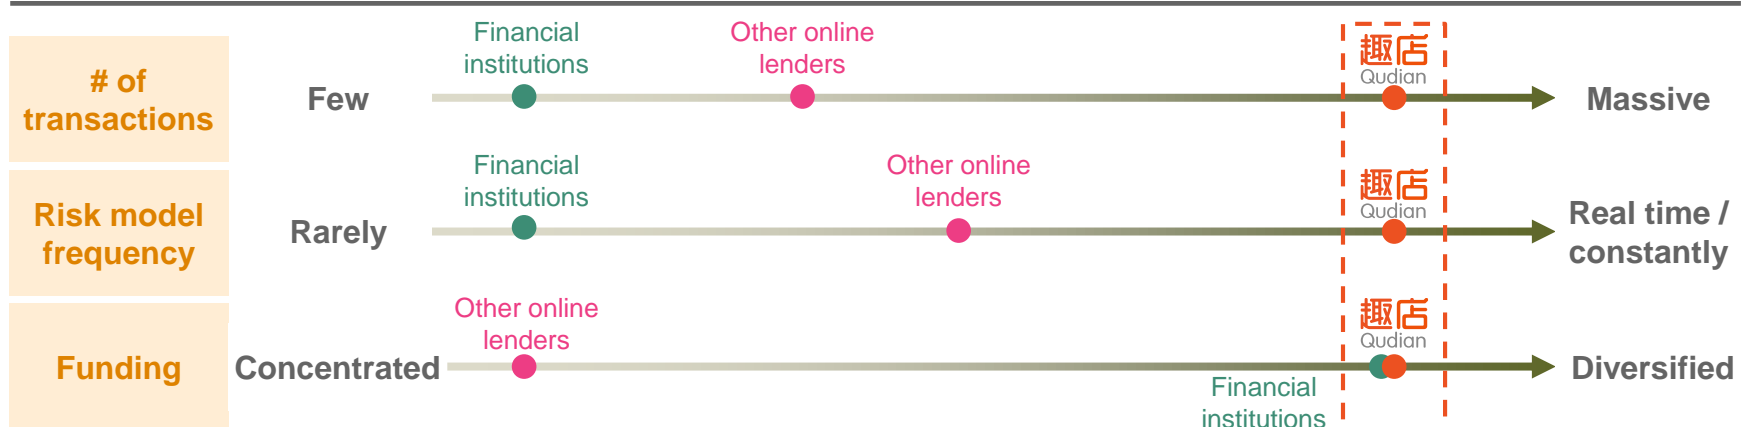 # of
transactions
Few
Financial
institutions
Other online
lenders
趣店
Qudian
Massive
Risk model
frequency
Rarely
Financial
institutions
Other online
lenders
趣店
Qudian
Real time /
constantly
Funding
Concentrated
Other online
lenders
Financial
institutions
趣店
Qudian
Diversified